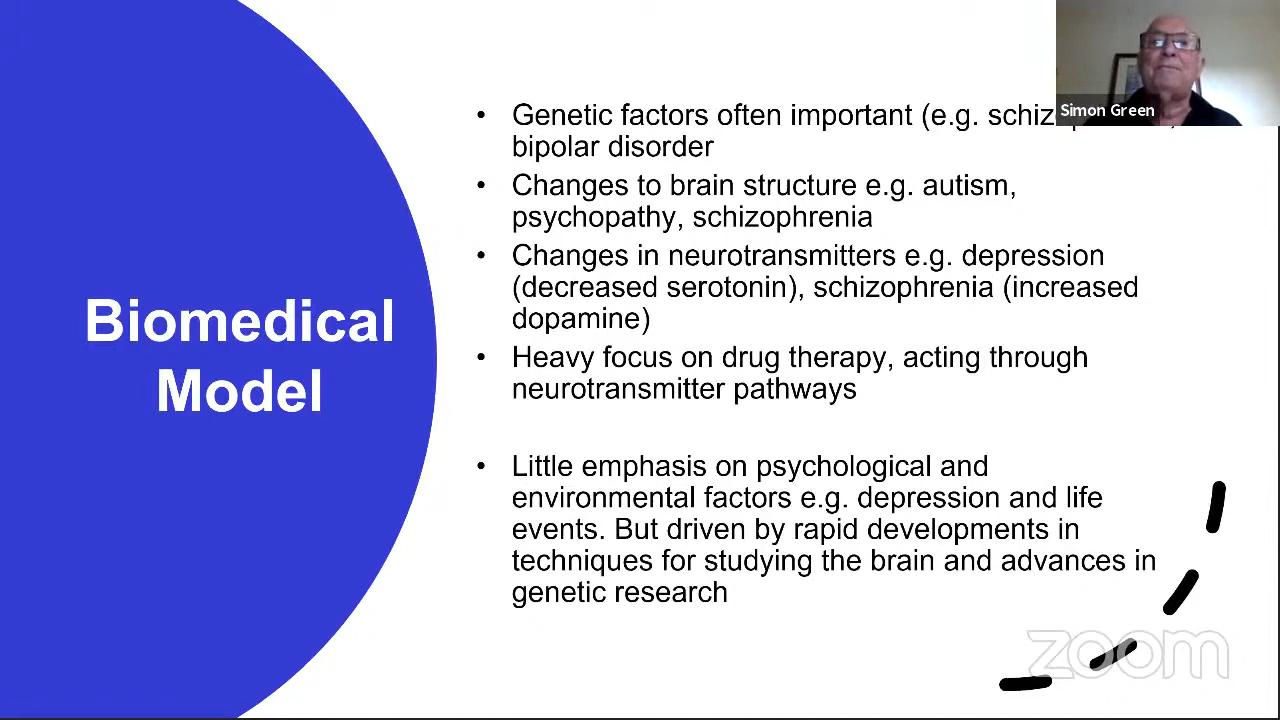 Biomedical
Model
• Genetic factors often important (e.g.
bipolar disorder
• Changes to brain structure e.g. autism,
psychopathy, schizophrenia
• Changes in neurotransmitters e.g. depression
(decreased serotonin), schizophrenia (increased
dopamine)
• Heavy focus on drug therapy, acting through
neurotransmitter pathways
• Little emphasis on psychological and
environmental factors e.g. depression and life
events. But driven by rapid developments in
techniques for studying the brain and advances in
genetic research
Simon Green
zoom